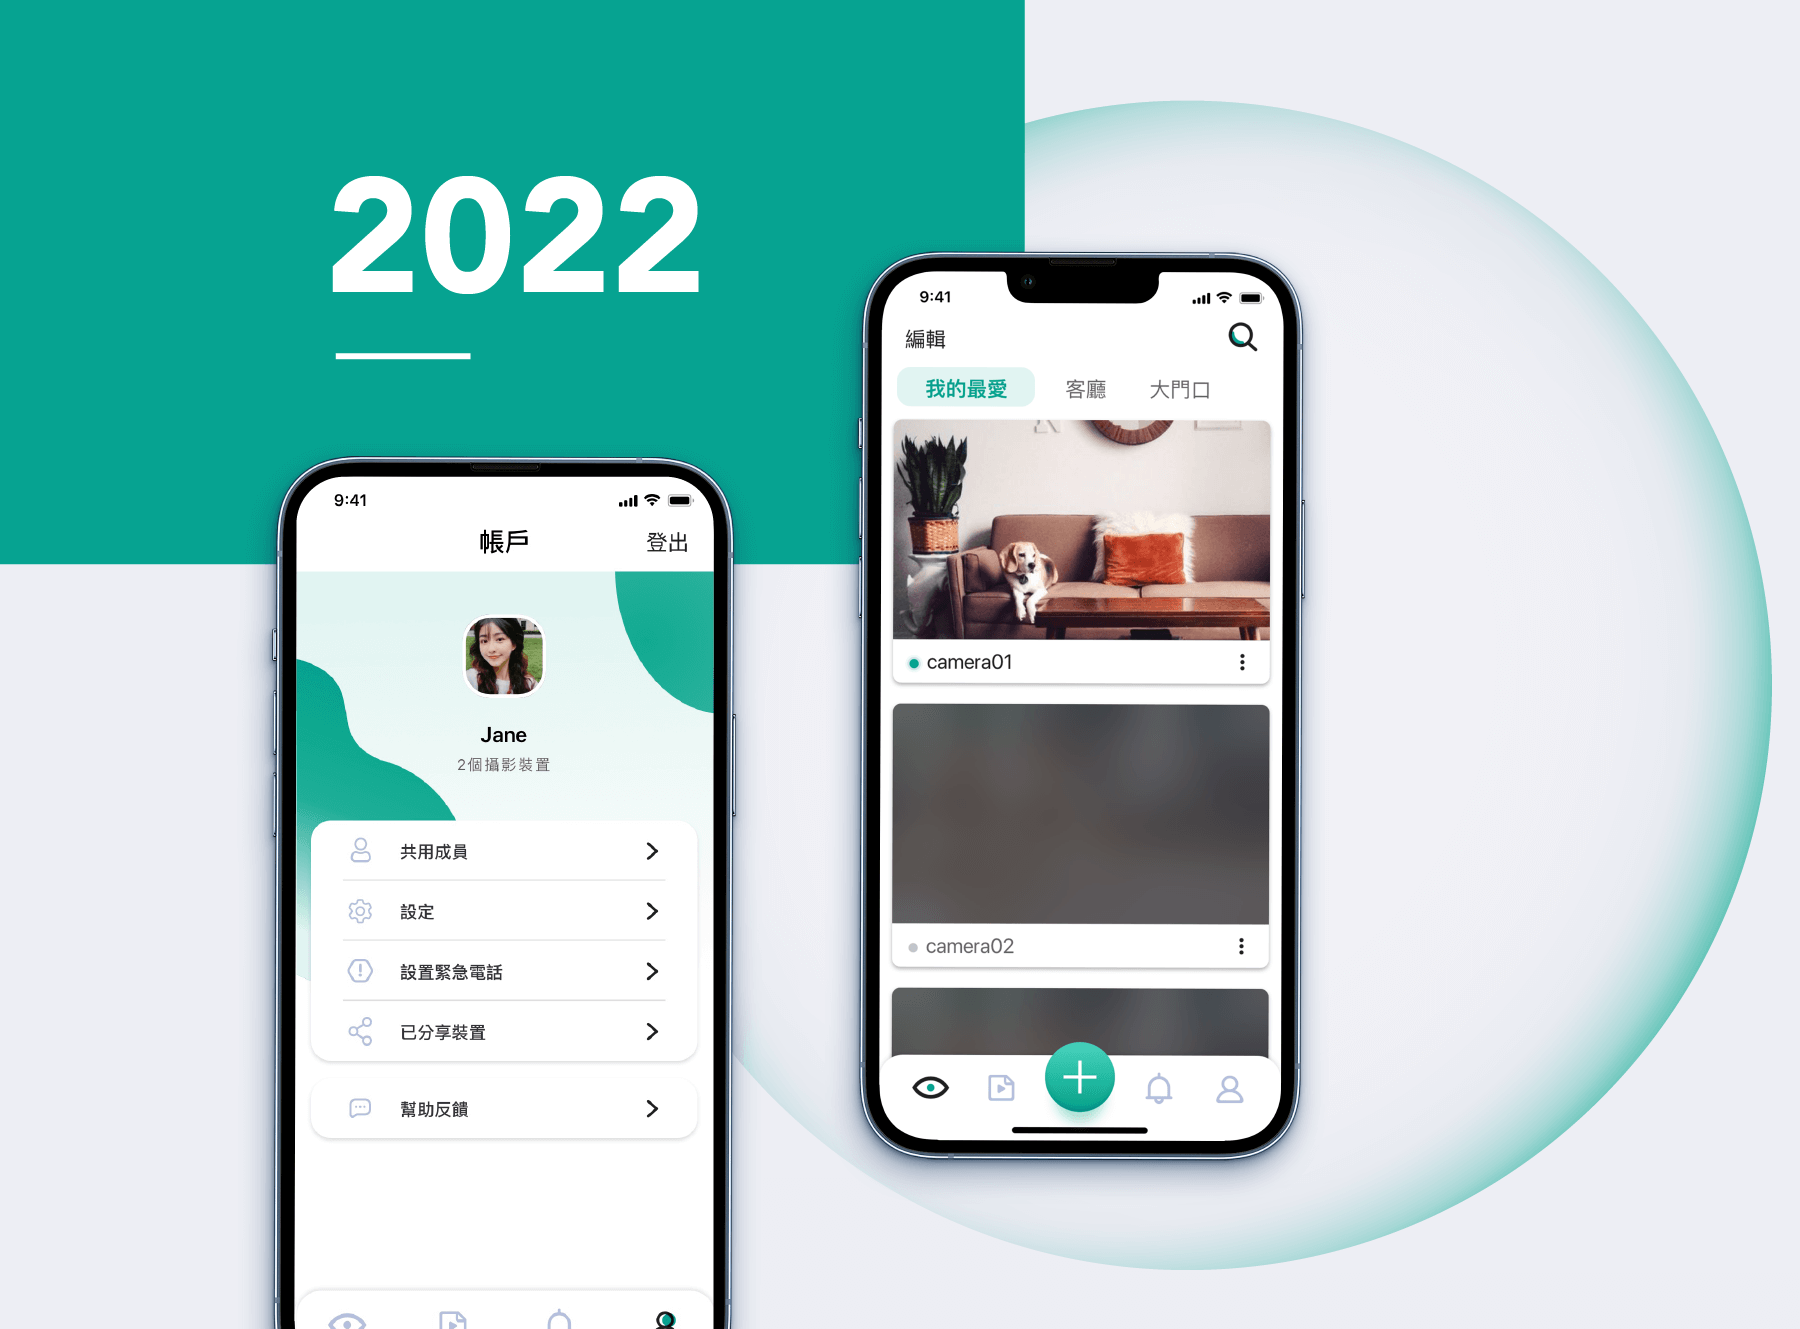 2022
9:41
帳戶
登出
Jane
2個攝影裝置
共用成員
設定
設置緊急電話
已分享裝置
幫助反饋
9:41
編輯
我的最愛 客廳 大門口
camera01
camera02